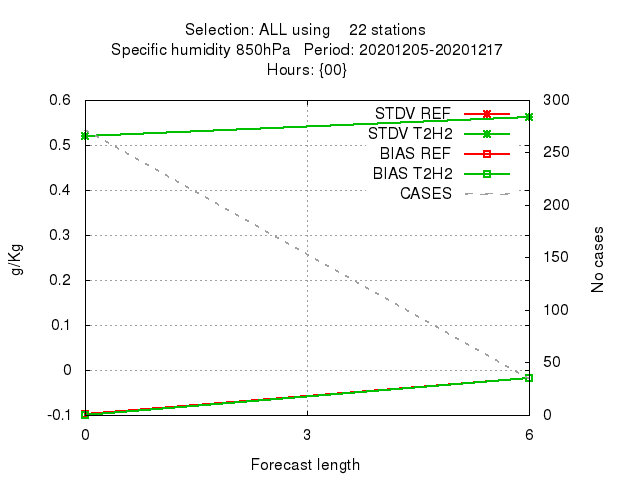 Selection: ALL using 22 stations
Specific humidity 850hPa Period: 20201205-20201217
Hours: {00}
STDV REF
STDV T2H2
BIAS REF
BIAS T2H2
CASES
0.6
0.5
0.4
0.3
0.2
0.1
0
-0.1
g/Kg
300
250
200
150
100
50
0
No cases
0 3 6
Forecast length